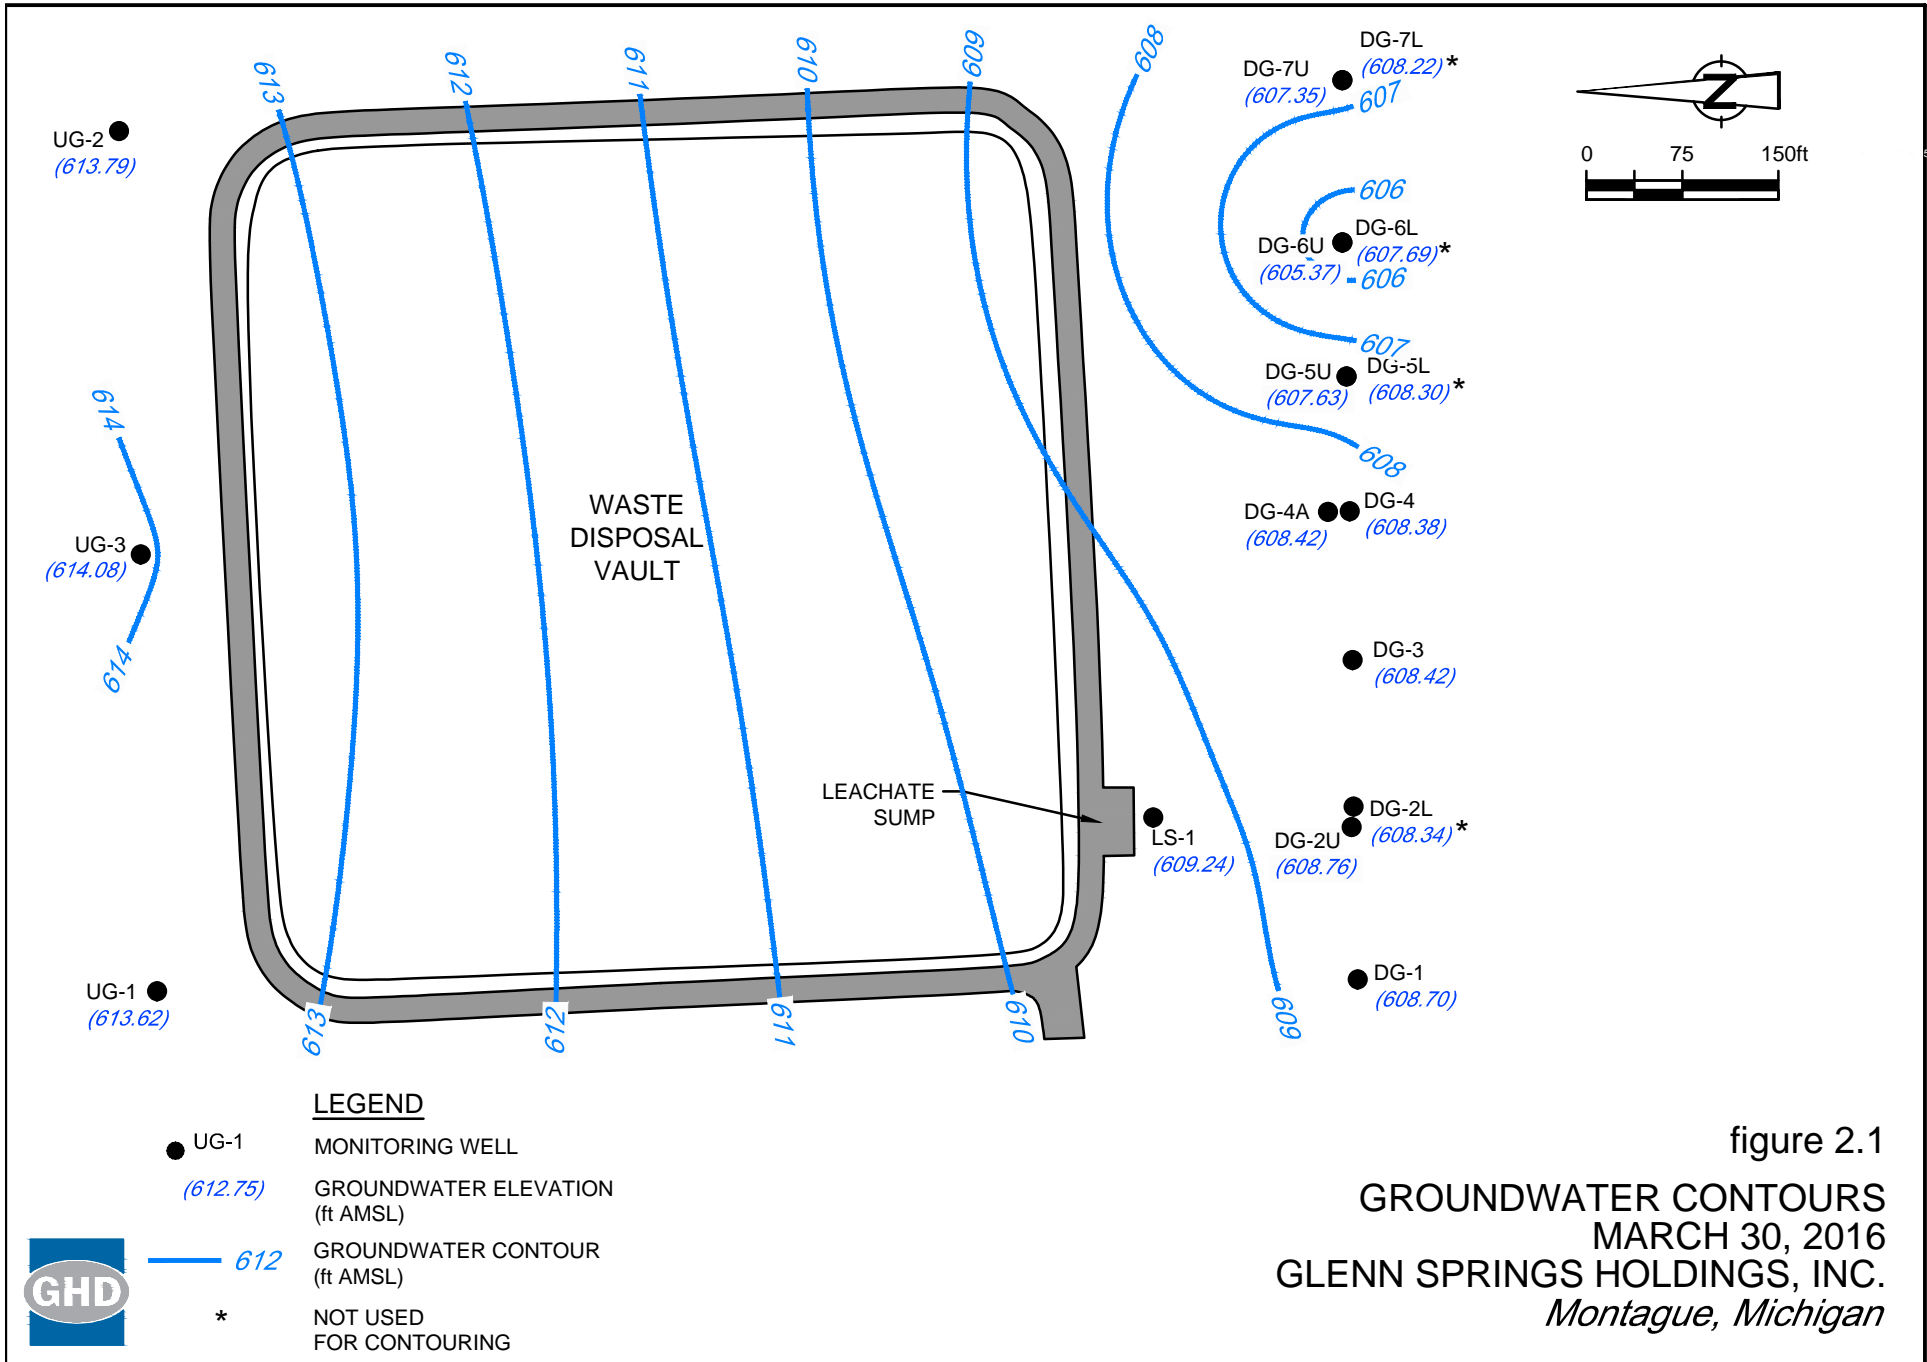 613
612
611
610
609
608
DG-7L
(608.22)*
DG-7U
(607.35)
607
N
0 75 150ft
UG-2
(613.79)
606
DG-6L
(607.69)*
DG-6U
(605.37)
606
607
DG-5L
(608.30)*
DG-5U
(607.63)
608
614
UG-3
(614.08)
614
WASTE
DISPOSAL
VAULT
DG-4A
(608.42)
DG-4
(608.38)
DG-3
(608.42)
LEACHATE
SUMP
LS-1
(609.24)
DG-2L
(608.34)*
DG-2U
(608.76)
UG-1
(613.62)
DG-1
(608.70)
613
612
611
610
609
LEGEND
UG-1 MONITORING WELL
(612.75) GROUNDWATER ELEVATION
(ft AMSL)
612 GROUNDWATER CONTOUR
(ft AMSL)
* NOT USED
FOR CONTOURING
GHD
figure 2.1
GROUNDWATER CONTOURS
MARCH 30, 2016
GLENN SPRINGS HOLDINGS, INC.
Montague, Michigan